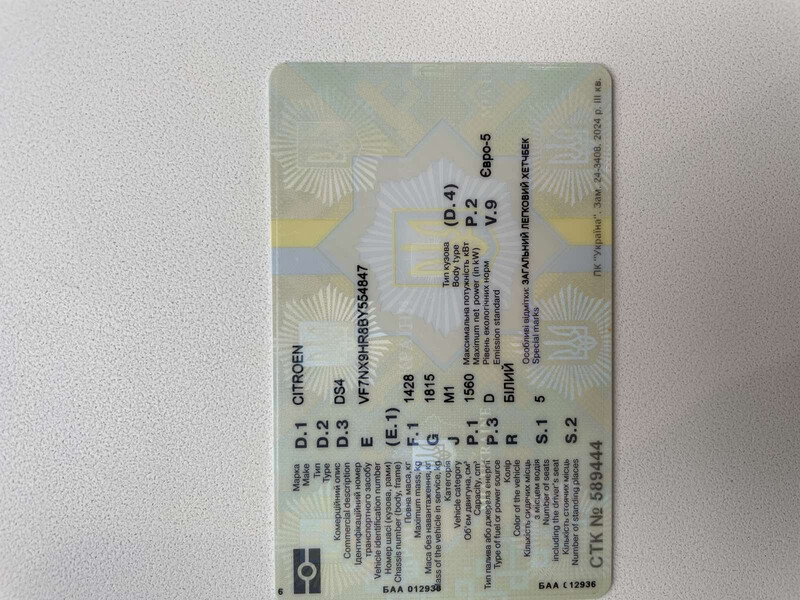 Марка D.1 CITROEN
Make
Тип D.2
Type
Комерційний опис D.3 DS4
Commercial description
Ідентифікаційний номер
транспортного засобу E VF7NX9HR8BY554847
Vehicle identification number
Номер шасі (кузова, рами) (E.1)
Chassis number (body, frame)
Повна маса, кг F.1 1428
Maximum mass, kg
Маса без навантаження, кг G 1815
Mass of the vehicle in service, kg
Категорія J M1 Тип кузова (D.4)
Vehicle category Body type
Об'єм двигуна, см³ P.1 1560 Максимальна потужність кВт P.2
Capacity, cm³ Maximum net power (in kW)
Тип палива або джерела енергії P.3 D Рівень екологічних норм V.9 Євро-5
Type of fuel or power source Emission standard
Колір R БІЛИЙ
Color of the vehicle
Кількість сидячих місць Особливі відмітки: ЗАГАЛЬНИЙ ЛЕГКОВИЙ ХЕТЧБЕК
з місцем водія S.1 5 Special marks
Number of seats
including the driver's seat
Кількість стоячих місць S.2
Number of standing places
СТК № 589444
ПК "Україна". Зам. 24-3408. 2024 р. III кв.
6
БАА 012936
БАА 012936